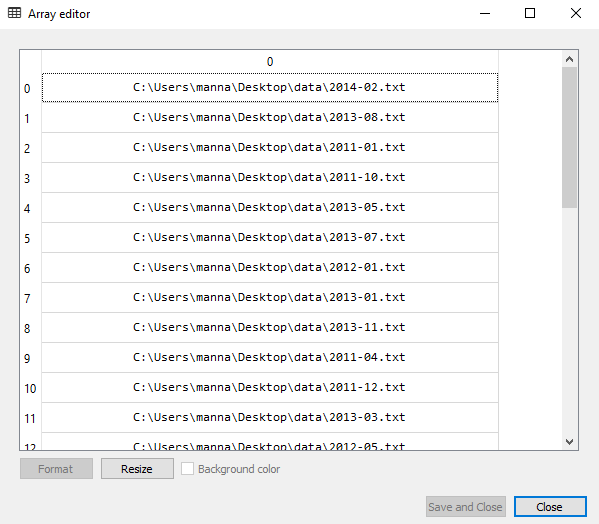 Array editor
0
0 C:\Users\manna\Desktop\data\2014-02.txt
1 C:\Users\manna\Desktop\data\2013-08.txt
2 C:\Users\manna\Desktop\data\2011-01.txt
3 C:\Users\manna\Desktop\data\2011-10.txt
4 C:\Users\manna\Desktop\data\2013-05.txt
5 C:\Users\manna\Desktop\data\2013-07.txt
6 C:\Users\manna\Desktop\data\2012-01.txt
7 C:\Users\manna\Desktop\data\2013-01.txt
8 C:\Users\manna\Desktop\data\2013-11.txt
9 C:\Users\manna\Desktop\data\2011-04.txt
10 C:\Users\manna\Desktop\data\2011-12.txt
11 C:\Users\manna\Desktop\data\2013-03.txt
12 C:\Users\manna\Desktop\data\2012-05.txt
Format Resize Background color
Save and Close Close